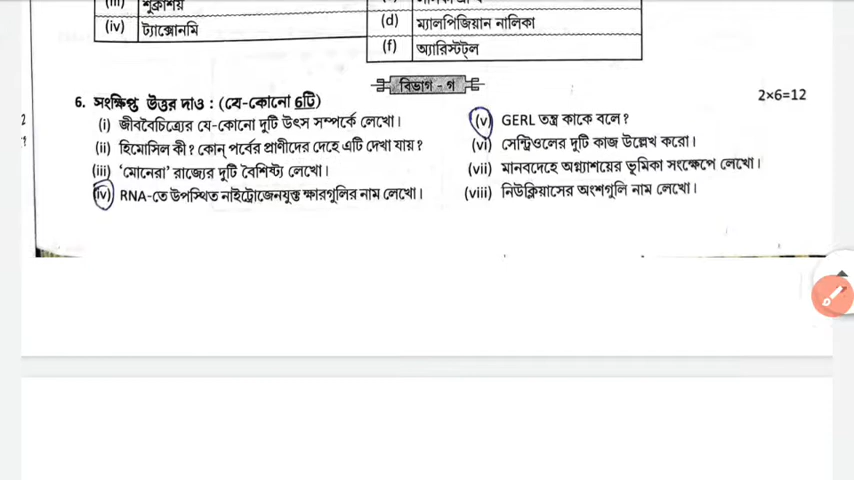 (iii) শুক্রাশয়
(iv) ট্যাক্সোনমি
(d) ম্যালপিজিয়ান নালিকা
(f) অ্যারিস্টট্ল
বিভাগ - গ
6. সংক্ষিপ্ত উত্তর দাও : (যে-কোনো 6টি) 2×6=12
(i) জীববৈচিত্র্যের যে-কোনো দুটি উৎস সম্পর্কে লেখো।
(ii) হিমোসিল কী? কোন্ পর্বের প্রাণীদের দেহে এটি দেখা যায়?
(iii) 'মোনেরা' রাজ্যের দুটি বৈশিষ্ট্য লেখো।
(iv) RNA-তে উপস্থিত নাইট্রোজেনযুক্ত ক্ষারগুলির নাম লেখো।
(v) GERL তন্ত্র কাকে বলে?
(vi) সেন্ট্রিওলের দুটি কাজ উল্লেখ করো।
(vii) মানবদেহে অগ্ন্যাশয়ের ভূমিকা সংক্ষেপে লেখো।
(viii) নিউক্লিয়াসের অংশগুলি নাম লেখো।